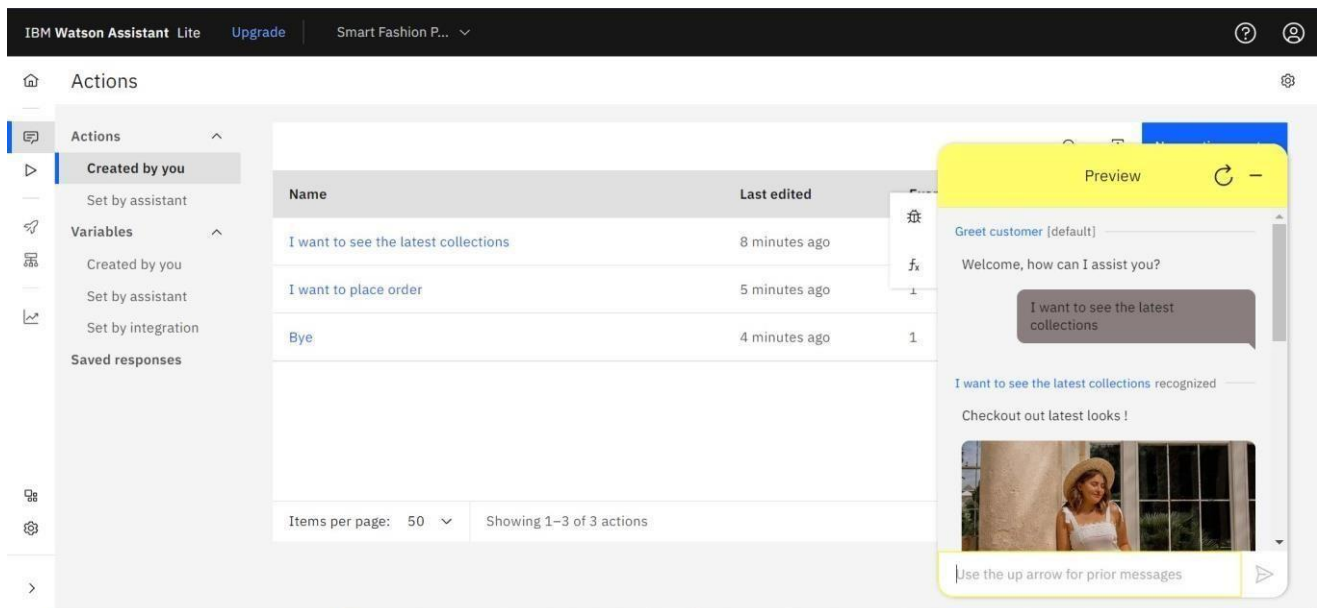 IBM Watson Assistant Lite Upgrade Smart Fashion P...
Actions
Actions
Created by you
Set by assistant
Variables
Created by you
Set by assistant
Set by integration
Saved responses
Name Last edited
I want to see the latest collections 8 minutes ago
I want to place order 5 minutes ago 1
Bye 4 minutes ago 1
Items per page: 50 Showing 1–3 of 3 actions
Preview
Greet customer [default]
Welcome, how can I assist you?
I want to see the latest
collections
I want to see the latest collections recognized
Checkout out latest looks !
Use the up arrow for prior messages